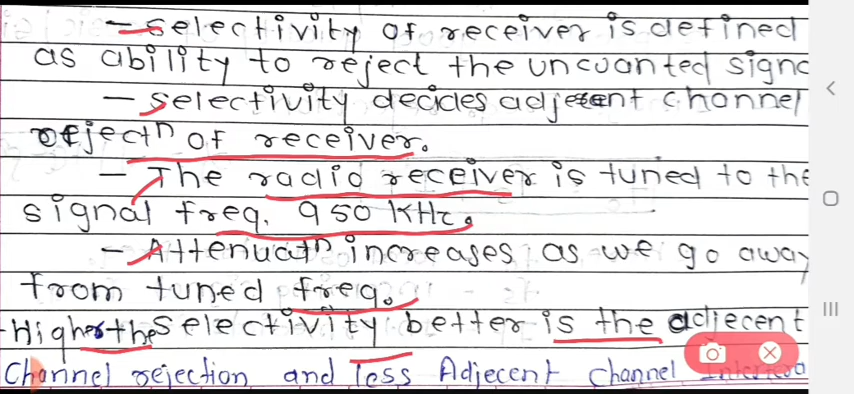 - Selectivity of receiver is defined
as ability to reject the uncuanted signa
- Selectivity decides adjesent channel
rejectn of receiver.
- The radio receiver is tuned to the
signal freq. 950 KHz.
- Attenuatn increases as we go away
from tuned freq.
- Higher the Selectivity better is the adjecent
Channel rejection and less Adjecent channel